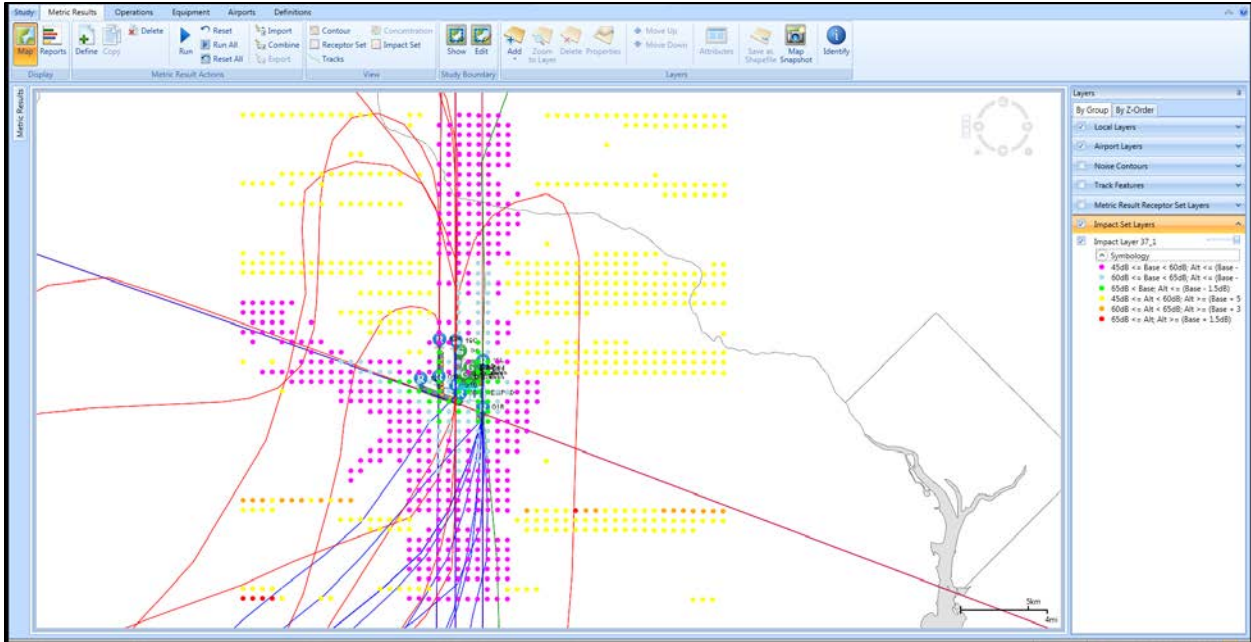 Study Metric Results Operations Equipment Airports Definitions
Map Reports Define Copy Delete Run Reset Run All Reset All Import Combine Export Contour Receptor Set Tracks Concentration Impact Set Show Edit Add Zoom to Layer Delete Properties Move Up Move Down Attributes Save as Shapefile Map Snapshot Identify
Display Metric Result Actions View Study Boundary Layers
Metric Results
Layers
By Group By Z-Order
Local Layers
Airport Layers
Noise Contours
Track Features
Metric Result Receptor Set Layers
Impact Set Layers
Impact Layer 37_1
Symbology
45dB <= Base < 60dB; Alt <= (Base -
60dB <= Base < 65dB; Alt <= (Base -
65dB < Base; Alt <= (Base - 1.5dB)
45dB <= Alt < 60dB; Alt >= (Base + 5
60dB <= Alt < 65dB; Alt >= (Base + 3
65dB <= Alt; Alt >= (Base + 1.5dB)
19C
01R
5km
4mi